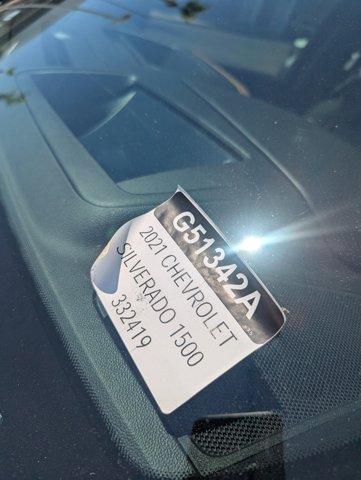 G51342A
2021 CHEVROLET
SILVERADO 1500
332419